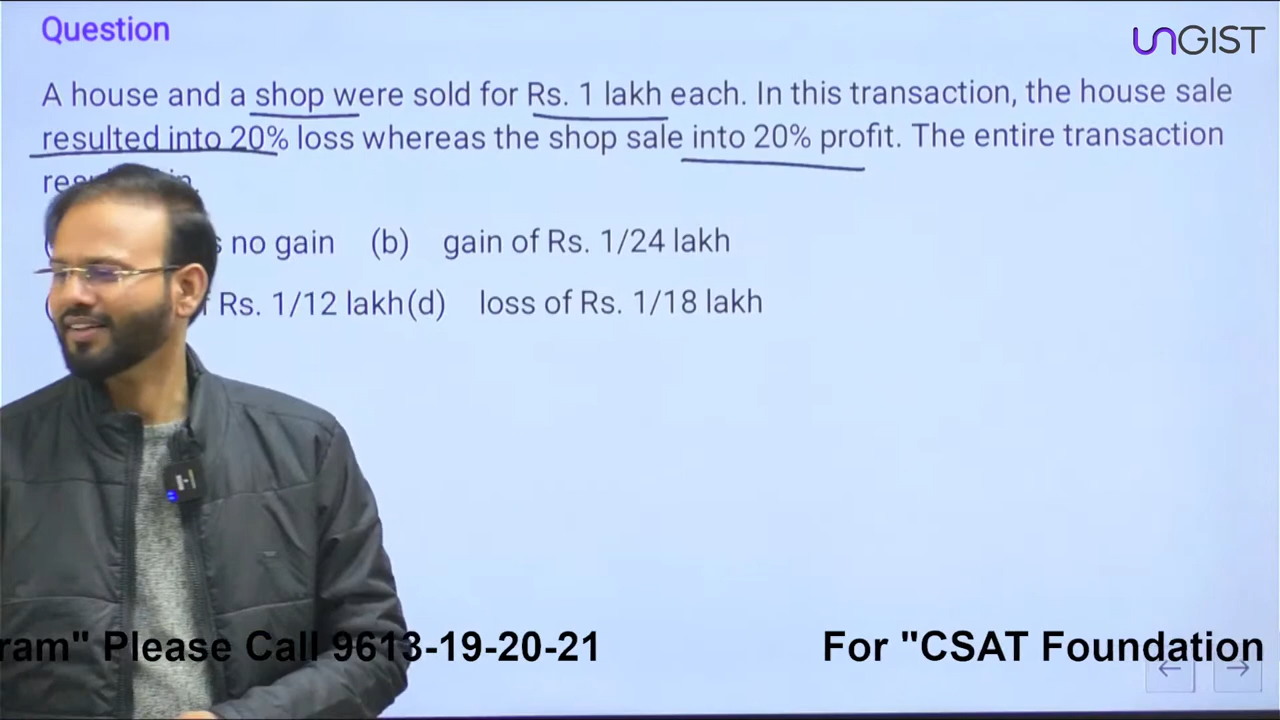 Question
UNGIST
A house and a shop were sold for Rs. 1 lakh each. In this transaction, the house sale
resulted into 20% loss whereas the shop sale into 20% profit. The entire transaction
no gain (b) gain of Rs. 1/24 lakh
Rs. 1/12 lakh(d) loss of Rs. 1/18 lakh
Please Call 9613-19-20-21 For "CSAT Foundation